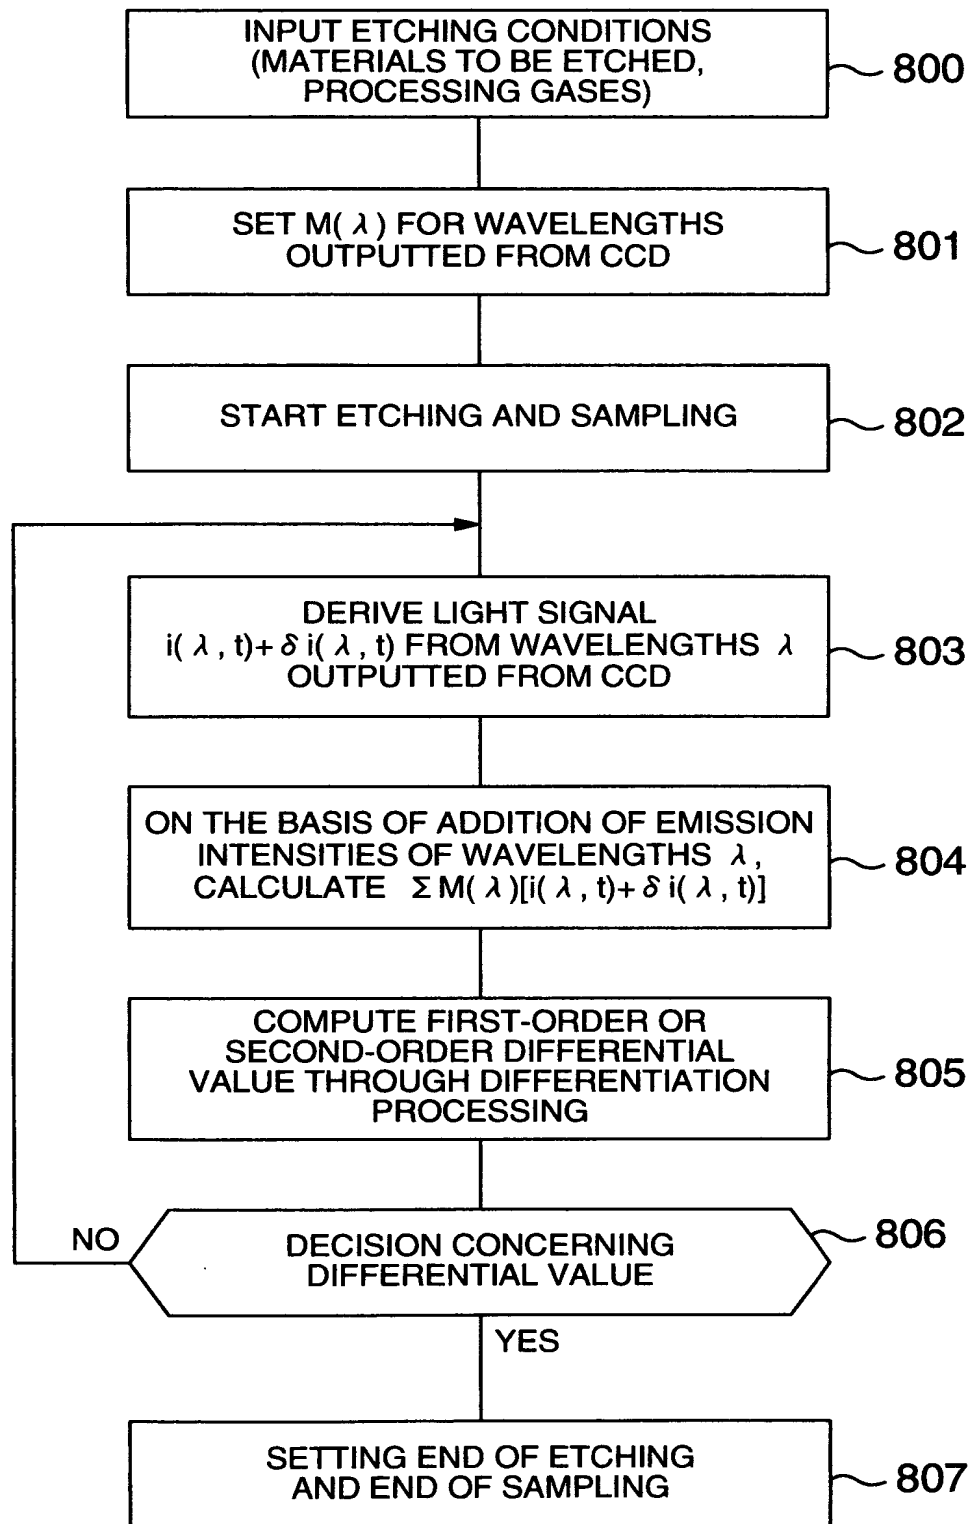 INPUT ETCHING CONDITIONS
(MATERIALS TO BE ETCHED,
PROCESSING GASES)
800
SET M( λ ) FOR WAVELENGTHS
OUTPUTTED FROM CCD
801
START ETCHING AND SAMPLING
802
DERIVE LIGHT SIGNAL
i( λ , t)+ δ i( λ , t) FROM WAVELENGTHS λ
OUTPUTTED FROM CCD
803
ON THE BASIS OF ADDITION OF EMISSION
INTENSITIES OF WAVELENGTHS λ ,
CALCULATE Σ M( λ )[i( λ , t)+ δ i( λ , t)]
804
COMPUTE FIRST-ORDER OR
SECOND-ORDER DIFFERENTIAL
VALUE THROUGH DIFFERENTIATION
PROCESSING
805
NO
DECISION CONCERNING
DIFFERENTIAL VALUE
806
YES
SETTING END OF ETCHING
AND END OF SAMPLING
807